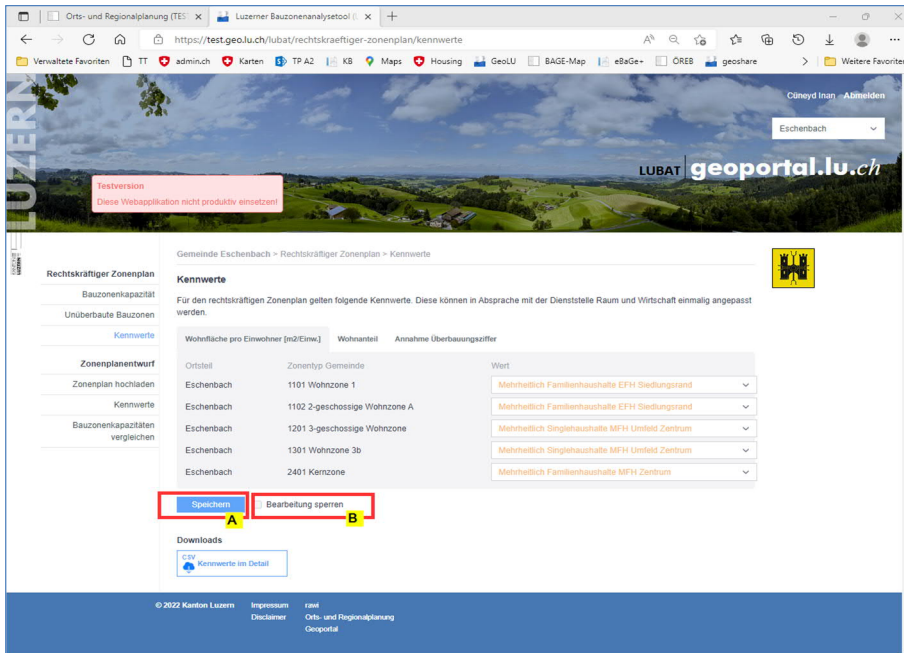 Orts- und Regionalplanung (TES
Luzerner Bauzonenanalysetool (
https://test.geo.lu.ch/lubat/rechtskraeftiger-zonenplan/kennwerte
Verwaltete Favoriten TT admin.ch Karten TP A2 KB Maps Housing GeoLU BAGE-Map eBaGe+ ÖREB geoshare Weitere Favoriten
LUZERN
Cüneyd Inan Abmelden
Eschenbach
LUBAT geoportal.lu.ch
Testversion
Diese Webapplikation nicht produktiv einsetzen!
Gemeinde Eschenbach > Rechtskräftiger Zonenplan > Kennwerte
Rechtskräftiger Zonenplan
Bauzonenkapazität
Unüberbaute Bauzonen
Kennwerte
Zonenplanentwurf
Zonenplan hochladen
Kennwerte
Bauzonenkapazitäten
vergleichen
Kennwerte
Für den rechtskräftigen Zonenplan gelten folgende Kennwerte. Diese können in Absprache mit der Dienststelle Raum und Wirtschaft einmalig angepasst
werden.
Wohnfläche pro Einwohner [m2/Einw.] Wohnanteil Annahme Überbauungsziffer
Ortsteil Zonentyp Gemeinde Wert
Eschenbach 1101 Wohnzone 1 Mehrheitlich Familienhaushalte EFH Siedlungsrand
Eschenbach 1102 2-geschossige Wohnzone A Mehrheitlich Familienhaushalte EFH Siedlungsrand
Eschenbach 1201 3-geschossige Wohnzone Mehrheitlich Singlehaushalte MFH Umfeld Zentrum
Eschenbach 1301 Wohnzone 3b Mehrheitlich Singlehaushalte MFH Umfeld Zentrum
Eschenbach 2401 Kernzone Mehrheitlich Familienhaushalte MFH Zentrum
Speichern Bearbeitung sperren
A B
Downloads
CSV
Kennwerte im Detail
© 2022 Kanton Luzern Impressum rawi
Disclaimer Orts- und Regionalplanung
Geoportal